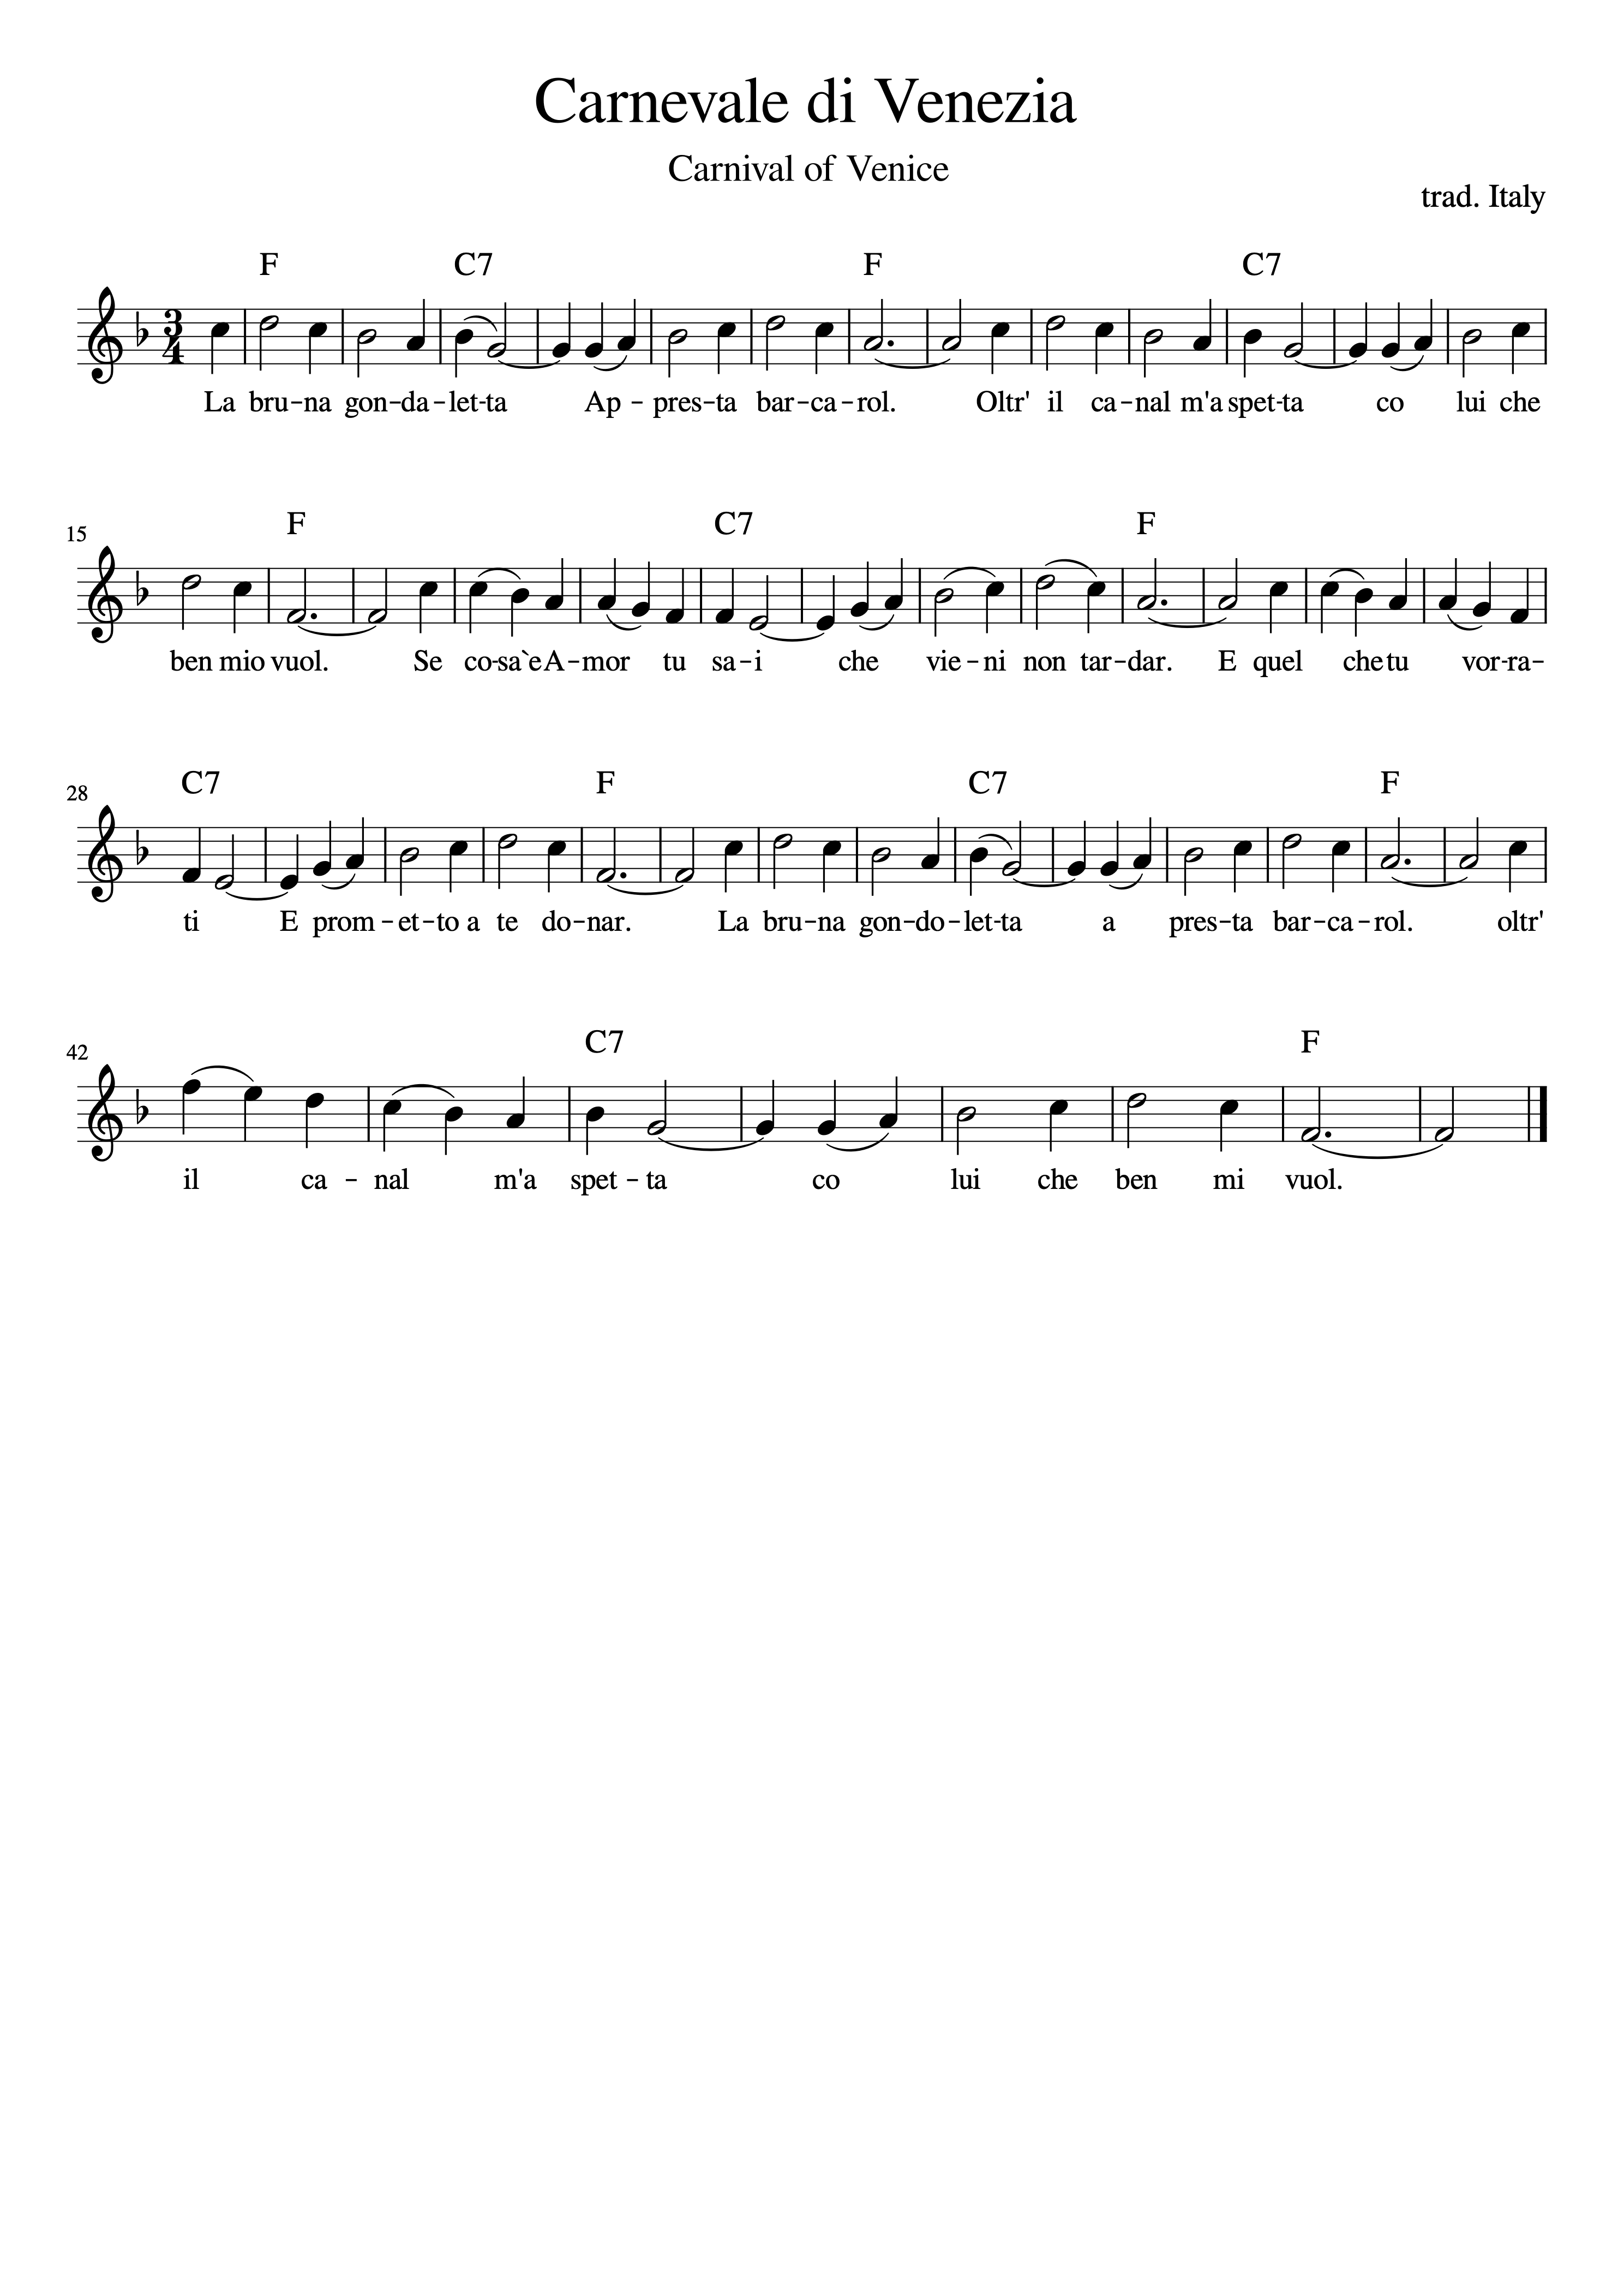 Carnevale di Venezia
Carnival of Venice
trad. Italy
F C7 F C7
3
4
La bru-na gon-da-let-ta Ap-pres-ta bar-ca-rol. Oltr' il ca-nal m'a spet-ta co lui che
F C7 F
15
ben mio vuol. Se co-sa`e A-mor tu sa-i che vie-ni non tar-dar. E quel che tu vor-ra-
C7 F C7 F
28
ti E prom-et-to a te do-nar. La bru-na gon-do-let-ta a pres-ta bar-ca-rol. oltr'
C7 F
42
il ca-nal m'a spet-ta co lui che ben mi vuol.